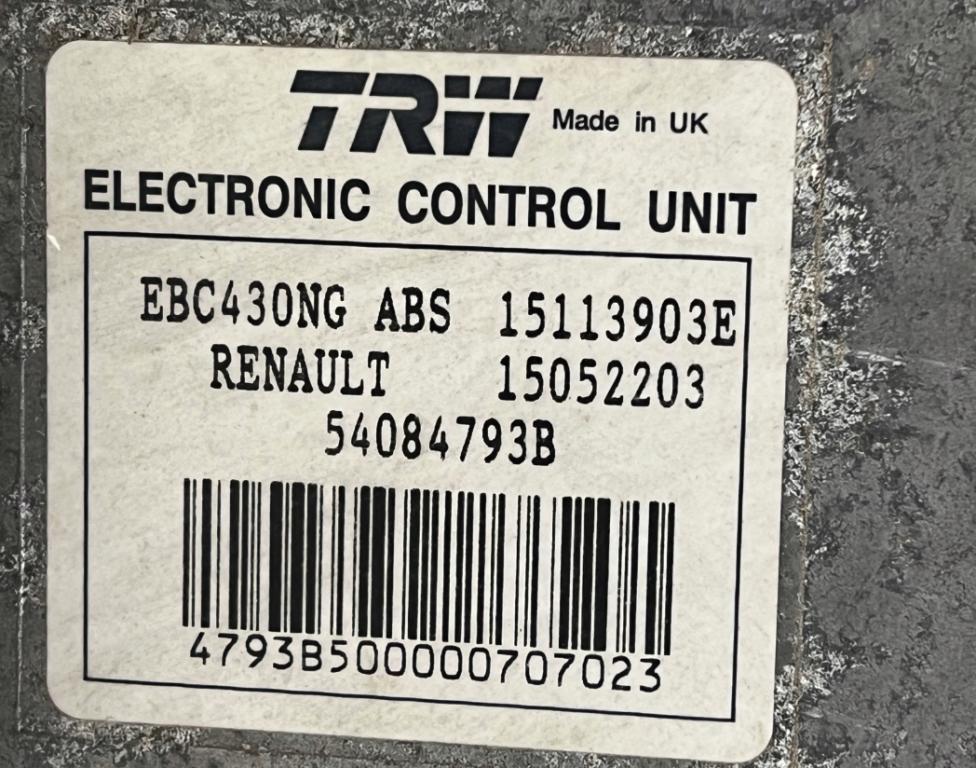 TRW Made in UK
ELECTRONIC CONTROL UNIT
EBC430NG ABS 15113903E
RENAULT 15052203
54084793B
4793B500000707023